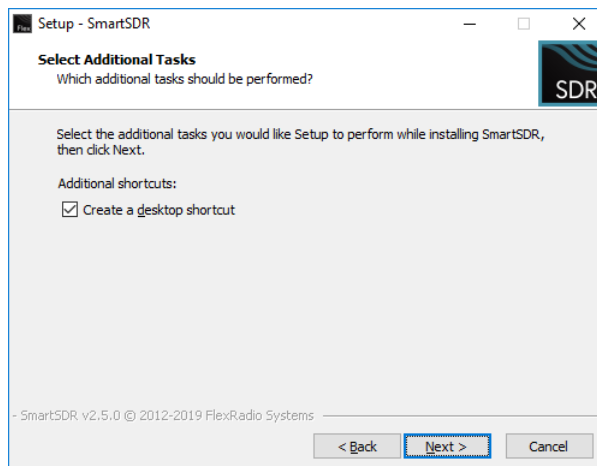 Flex
Setup - SmartSDR
Select Additional Tasks
Which additional tasks should be performed?
SDR
Select the additional tasks you would like Setup to perform while installing SmartSDR,
then click Next.
Additional shortcuts:
Create a desktop shortcut
- SmartSDR v2.5.0 © 2012-2019 FlexRadio Systems
< Back
Next >
Cancel